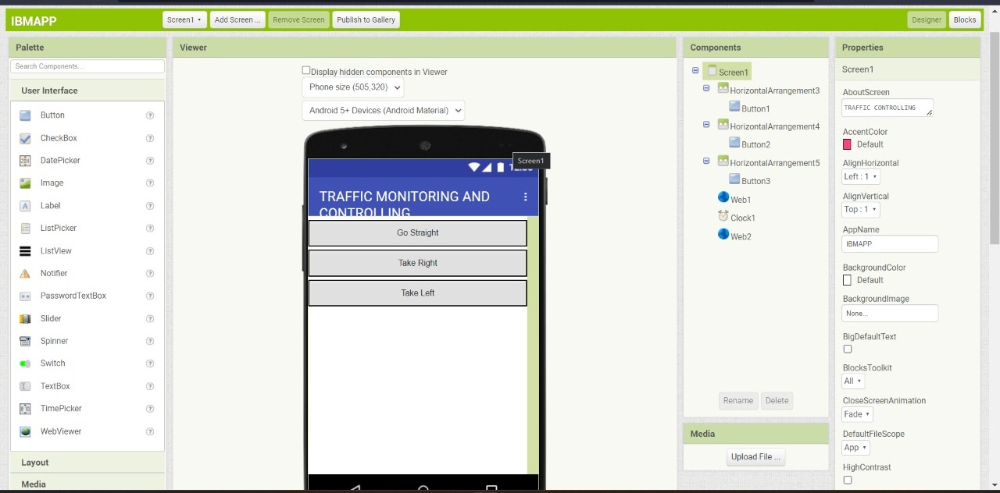 IBMAPP
Screen1
Add Screen ...
Remove Screen
Publish to Gallery
Designer
Blocks
Palette
Search Components...
User Interface
Button
CheckBox
DatePicker
Image
Label
ListPicker
ListView
Notifier
PasswordTextBox
Slider
Spinner
Switch
TextBox
TimePicker
WebViewer
Layout
Media
Viewer
Display hidden components in Viewer
Phone size (505,320)
Android 5+ Devices (Android Material)
Screen1
TRAFFIC MONITORING AND
CONTROLLING
Go Straight
Take Right
Take Left
Components
Screen1
HorizontalArrangement3
Button1
HorizontalArrangement4
Button2
HorizontalArrangement5
Button3
Web1
Clock1
Web2
Rename
Delete
Media
Upload File ...
Properties
Screen1
AboutScreen
TRAFFIC CONTROLLING
AccentColor
Default
AlignHorizontal
Left : 1
AlignVertical
Top : 1
AppName
IBMAPP
BackgroundColor
Default
BackgroundImage
None...
BigDefaultText
BlocksToolkit
All
CloseScreenAnimation
Fade
DefaultFileScope
App
HighContrast